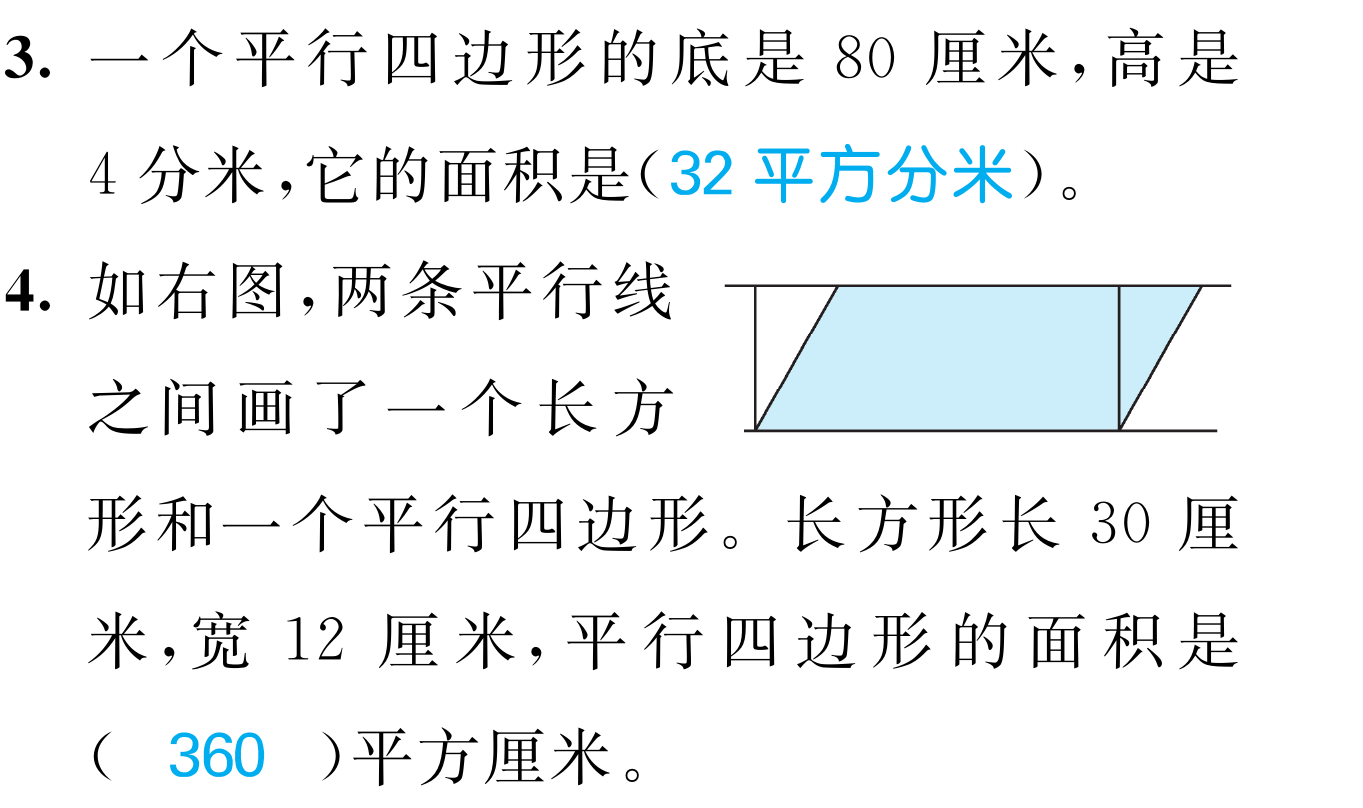 3. 一个平行四边形的底是 80 厘米,高是
4 分米,它的面积是(32 平方分米)。
4. 如右图,两条平行线
之间画了一个长方
形和一个平行四边形。长方形长 30 厘
米,宽 12 厘米,平行四边形的面积是
( 360 )平方厘米。